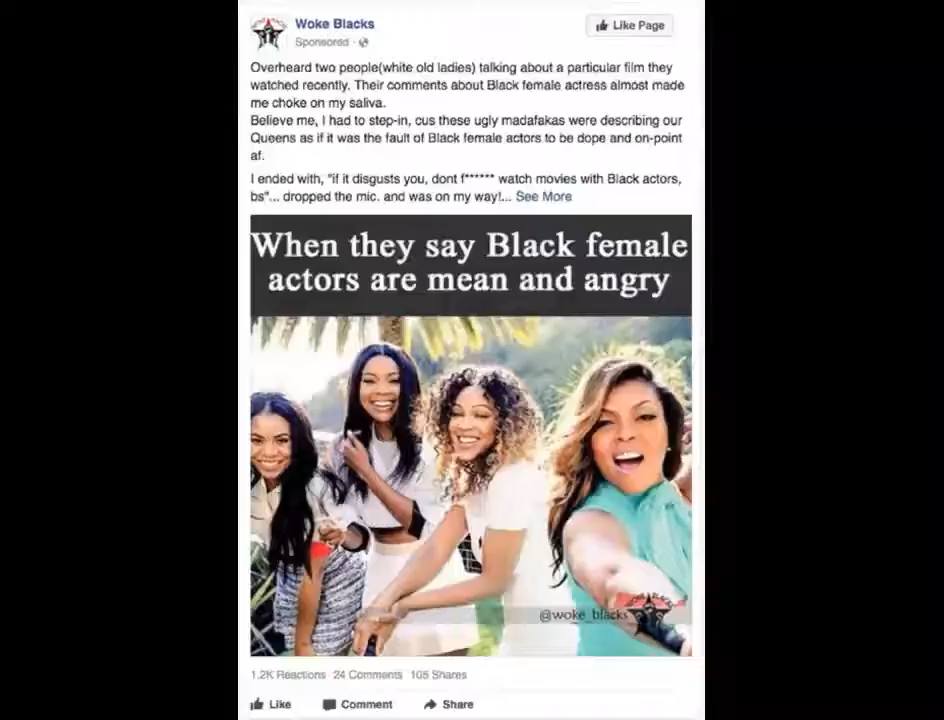 Woke Blacks
Like Page
Sponsored ·
Overheard two people(white old ladies) talking about a particular film they
watched recently. Their comments about Black female actress almost made
me choke on my saliva.
Believe me, I had to step-in, cus these ugly madafakas were describing our
Queens as if it was the fault of Black female actors to be dope and on-point
af.
I ended with, "if it disgusts you, dont f****** watch movies with Black actors,
bs"... dropped the mic. and was on my way!... See More
When they say Black female
actors are mean and angry
@woke_blacks
1.2K Reactions 24 Comments 105 Shares
Like Comment Share